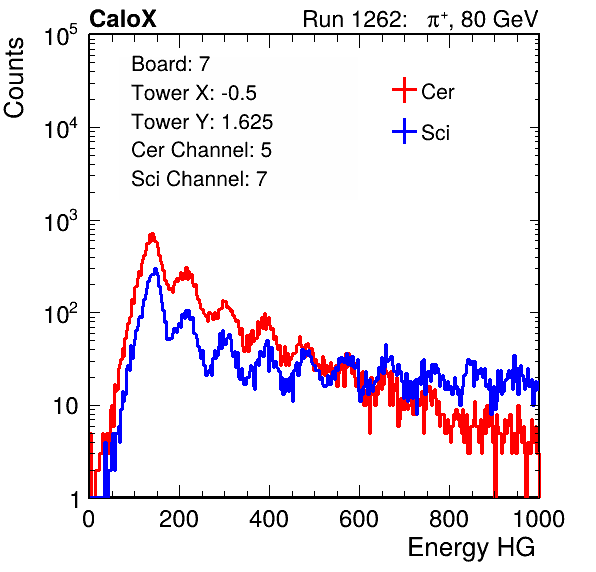 CaloX Run 1262: π⁺, 80 GeV
Counts
10⁵
10⁴
10³
10²
10
1
Board: 7
Tower X: -0.5
Tower Y: 1.625
Cer Channel: 5
Sci Channel: 7
Cer
Sci
0 200 400 600 800 1000
Energy HG